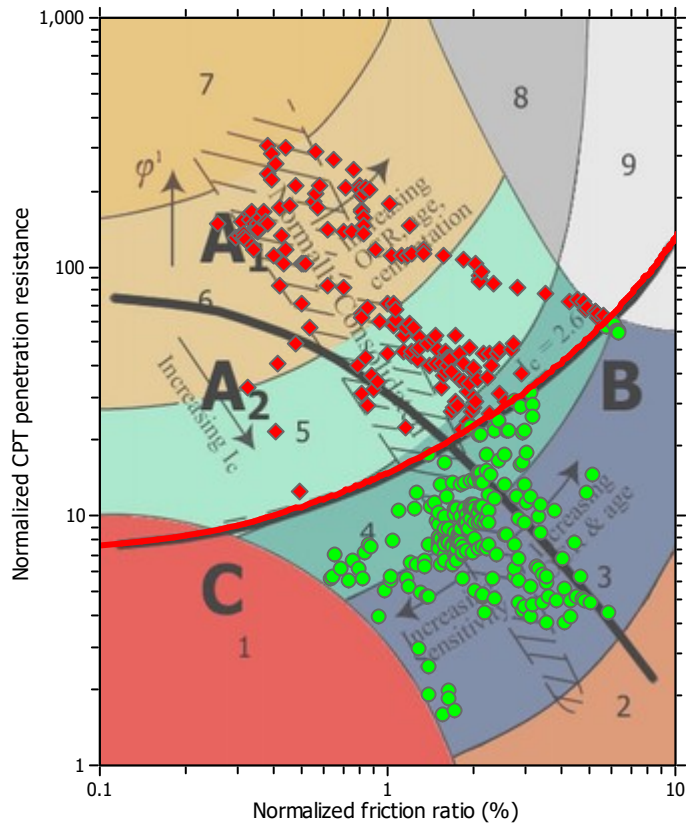 1,000
7
8
9
φ¹
Increasing
OCR, age,
cementation
Normally Consolidated
A1
100
6
Ic = 2.6
A2
B
Increasing Ic
5
10
4
Increasing
& age
3
C
Increasing
Sensitivity
1
2
1
0.1
1
10
Normalized friction ratio (%)
Normalized CPT penetration resistance